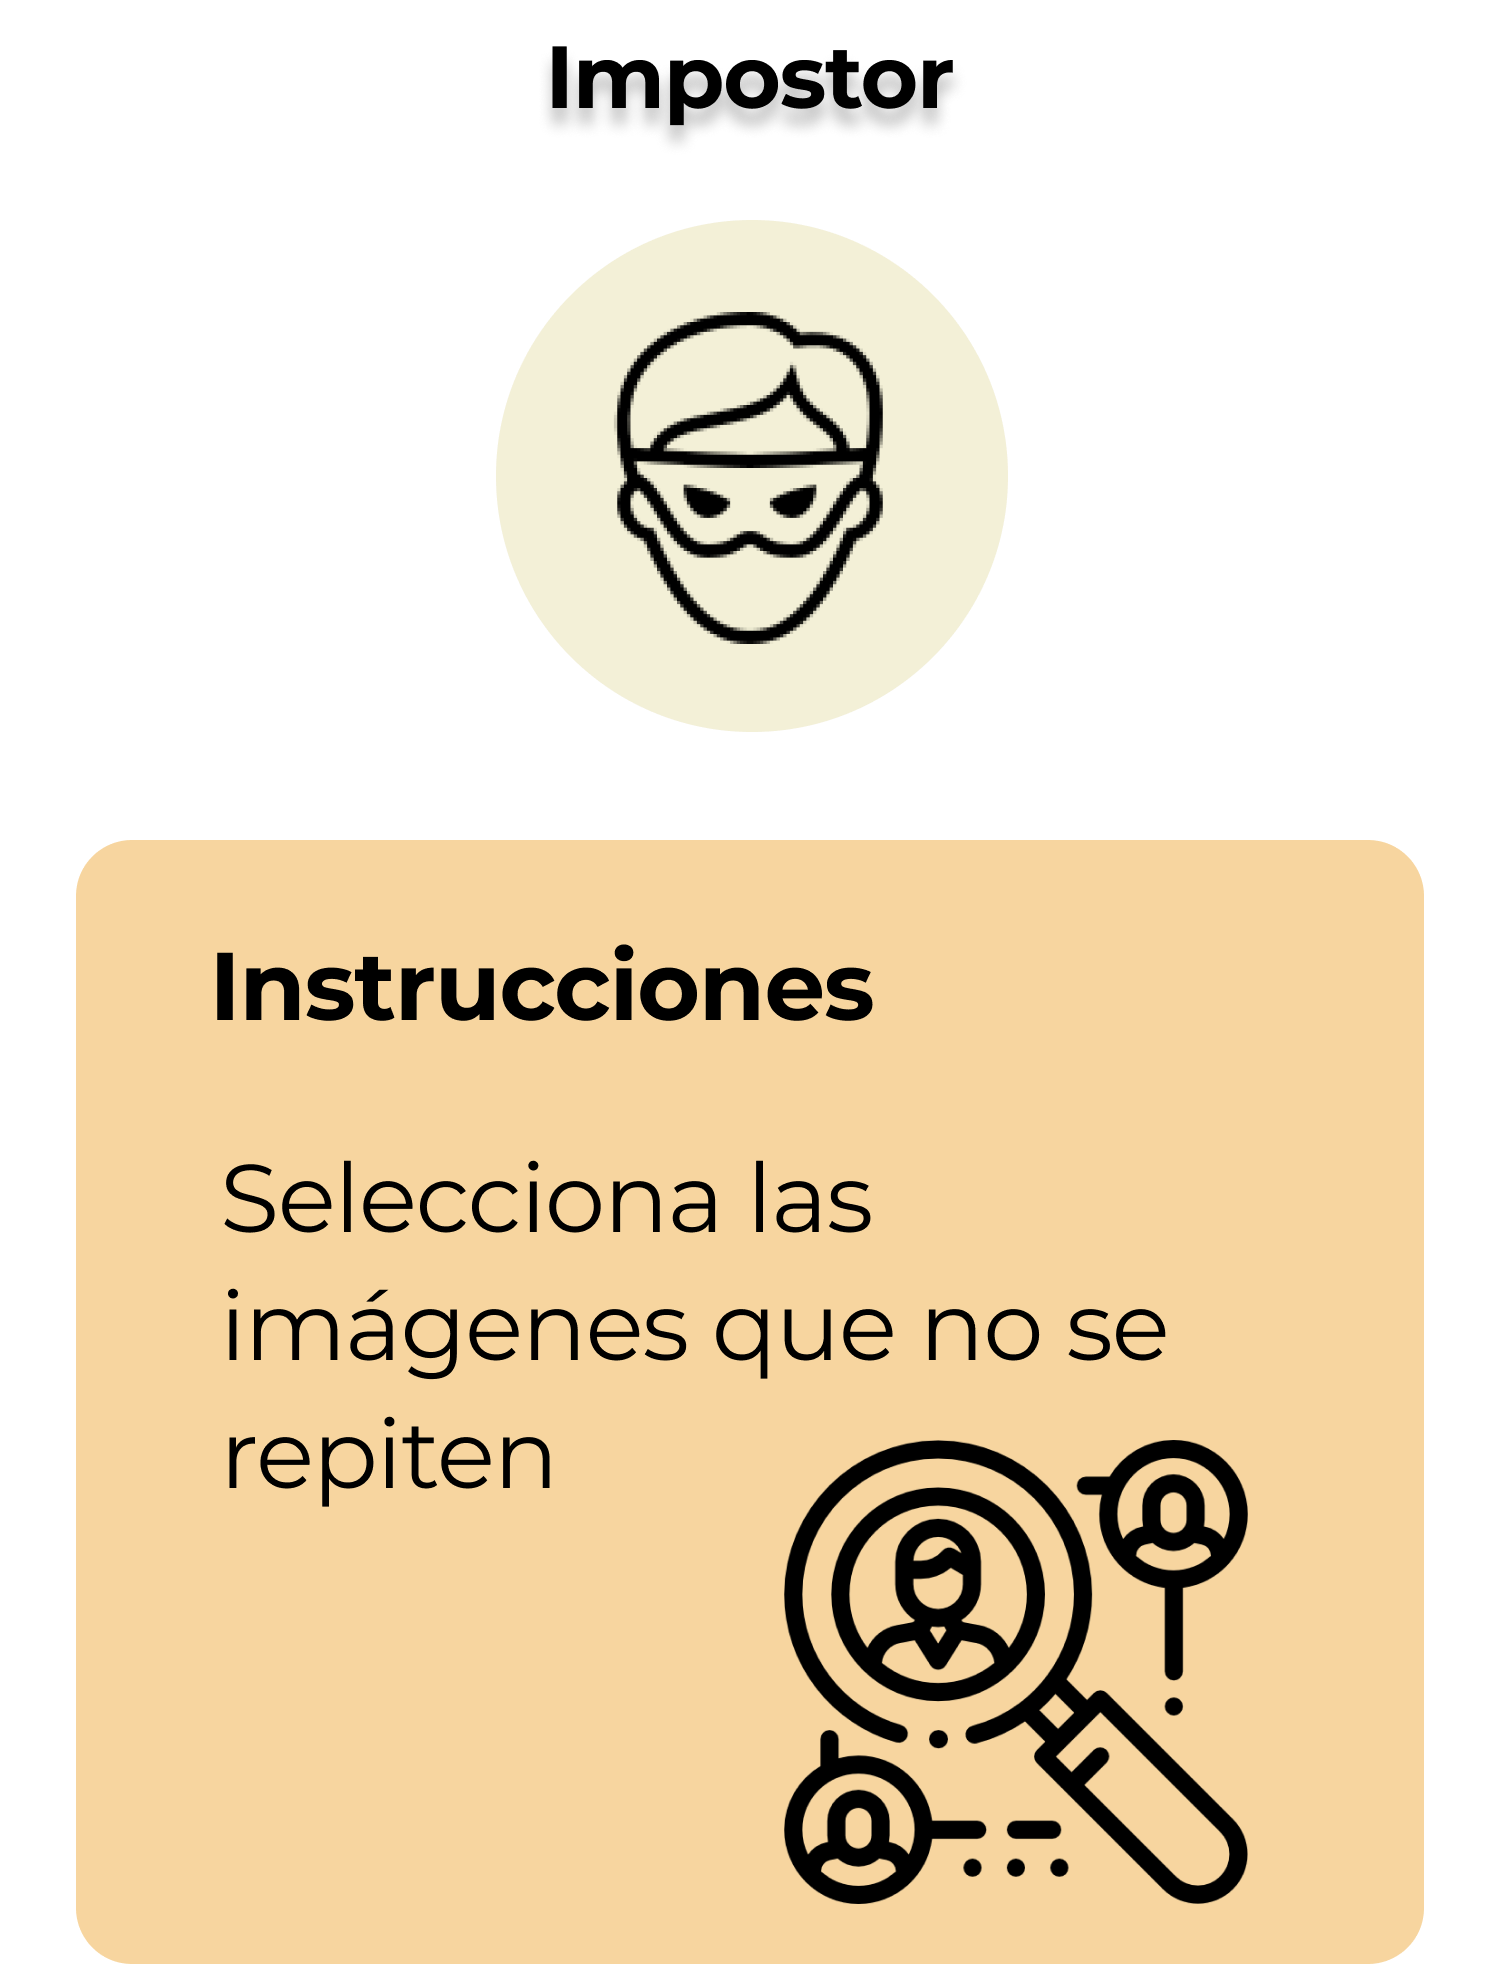 Impostor
Instrucciones
Selecciona las
imágenes que no se
repiten